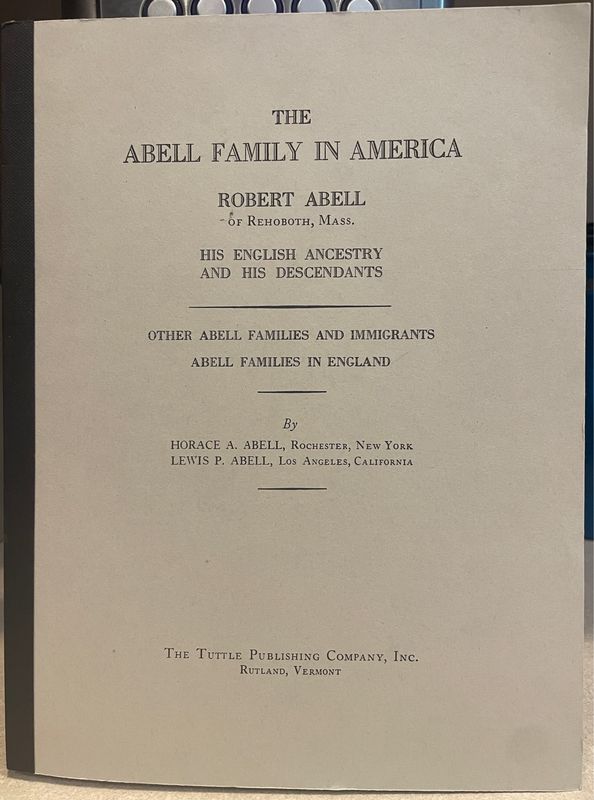 THE
ABELL FAMILY IN AMERICA
ROBERT ABELL
OF REHOBOTH, MASS.
HIS ENGLISH ANCESTRY
AND HIS DESCENDANTS
OTHER ABELL FAMILIES AND IMMIGRANTS
ABELL FAMILIES IN ENGLAND
By
HORACE A. ABELL, ROCHESTER, NEW YORK
LEWIS P. ABELL, LOS ANGELES, CALIFORNIA
THE TUTTLE PUBLISHING COMPANY, INC.
RUTLAND, VERMONT